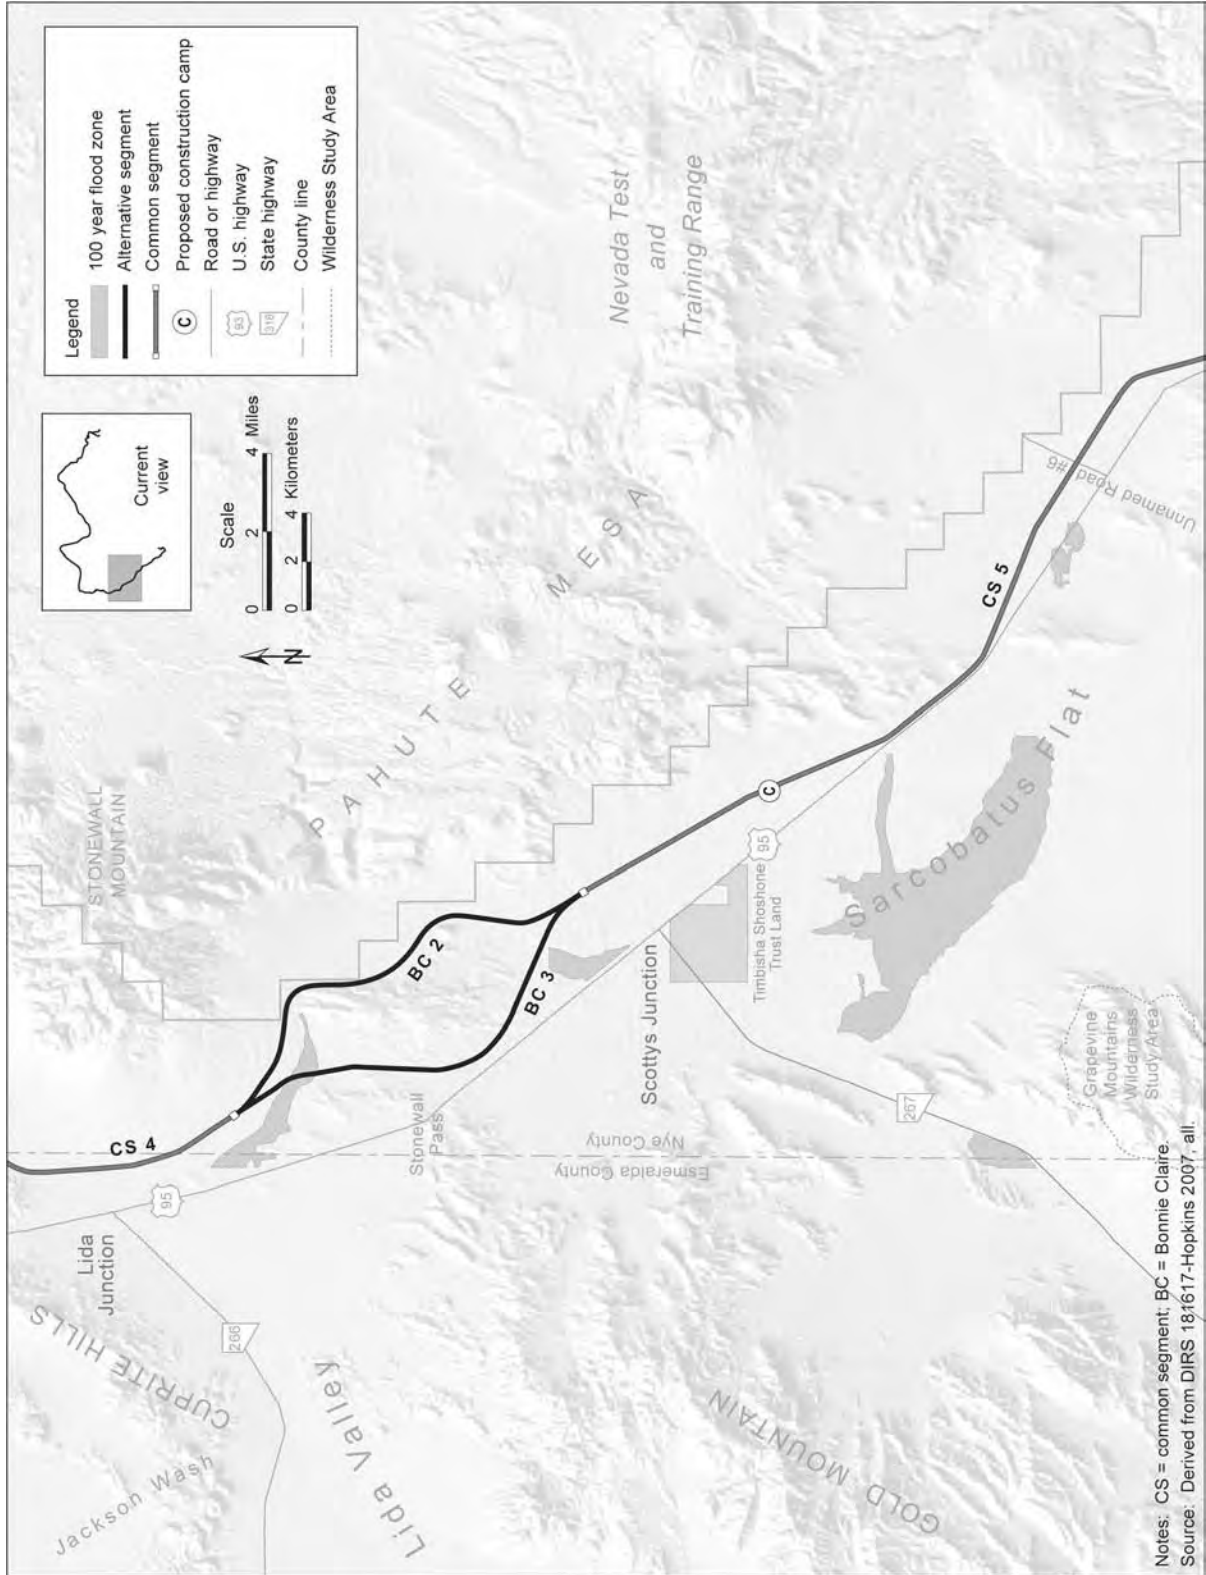 Legend
100 year flood zone
Alternative segment
Common segment
C Proposed construction camp
Road or highway
93 U.S. highway
318 State highway
County line
Wilderness Study Area
Current
view
Scale
0 2 4 Miles
0 2 4 Kilometers
N
STONEWALL
MOUNTAIN
PAHUTE MESA
Nevada Test
and
Training Range
CS 4
BC 2
BC 3
CS 5
C
95
95
Lida
Junction
CUPRITE HILLS
Jackson Wash
266
Lida Valley
Stonewall
Pass
Esmeralda County
Nye County
Scottys Junction
Timbisha Shoshone
Trust Land
Sarcobatus Flat
Unnamed Road #6
267
GOLD MOUNTAIN
Grapevine
Mountains
Wilderness
Study Area
Notes: CS = common segment; BC = Bonnie Claire.
Source: Derived from DIRS 181617-Hopkins 2007, all.